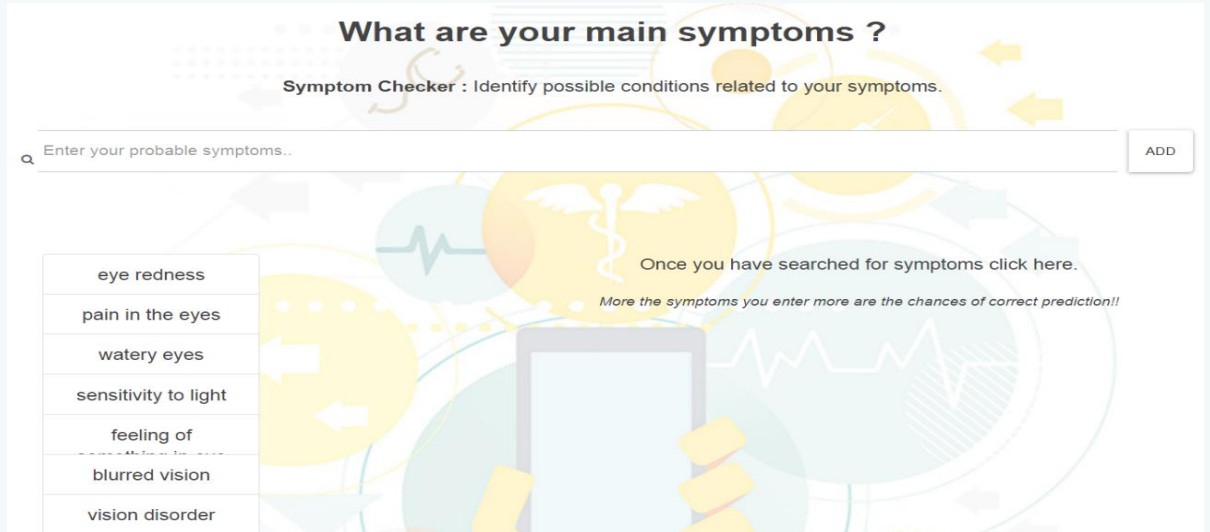 What are your main symptoms ?
Symptom Checker : Identify possible conditions related to your symptoms.
Enter your probable symptoms..
ADD
eye redness
pain in the eyes
watery eyes
sensitivity to light
feeling of
blurred vision
vision disorder
Once you have searched for symptoms click here.
More the symptoms you enter more are the chances of correct prediction!!